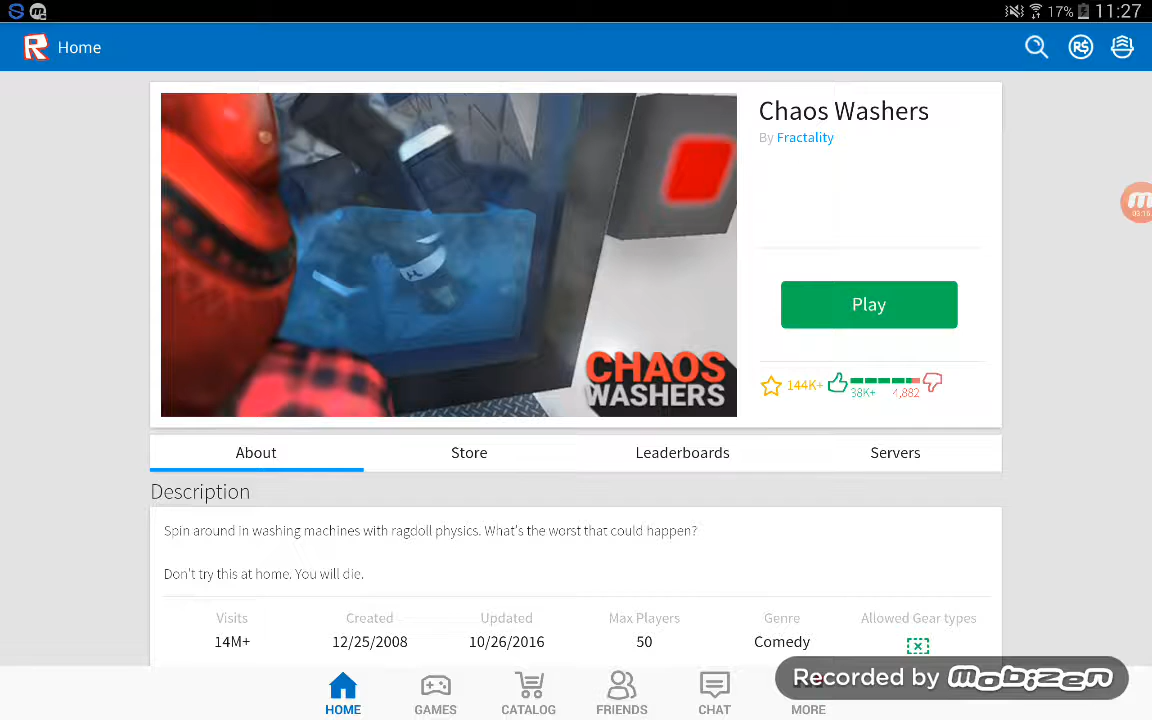 17% 11:27
Home
R$
Chaos Washers
By Fractality
CHAOS
WASHERS
Play
144K+ 38K+ 4,882
About Store Leaderboards Servers
Description
Spin around in washing machines with ragdoll physics. What's the worst that could happen?
Don't try this at home. You will die.
Visits Created Updated Max Players Genre Allowed Gear types
14M+ 12/25/2008 10/26/2016 50 Comedy
Recorded by mobizen
HOME GAMES CATALOG FRIENDS CHAT MORE